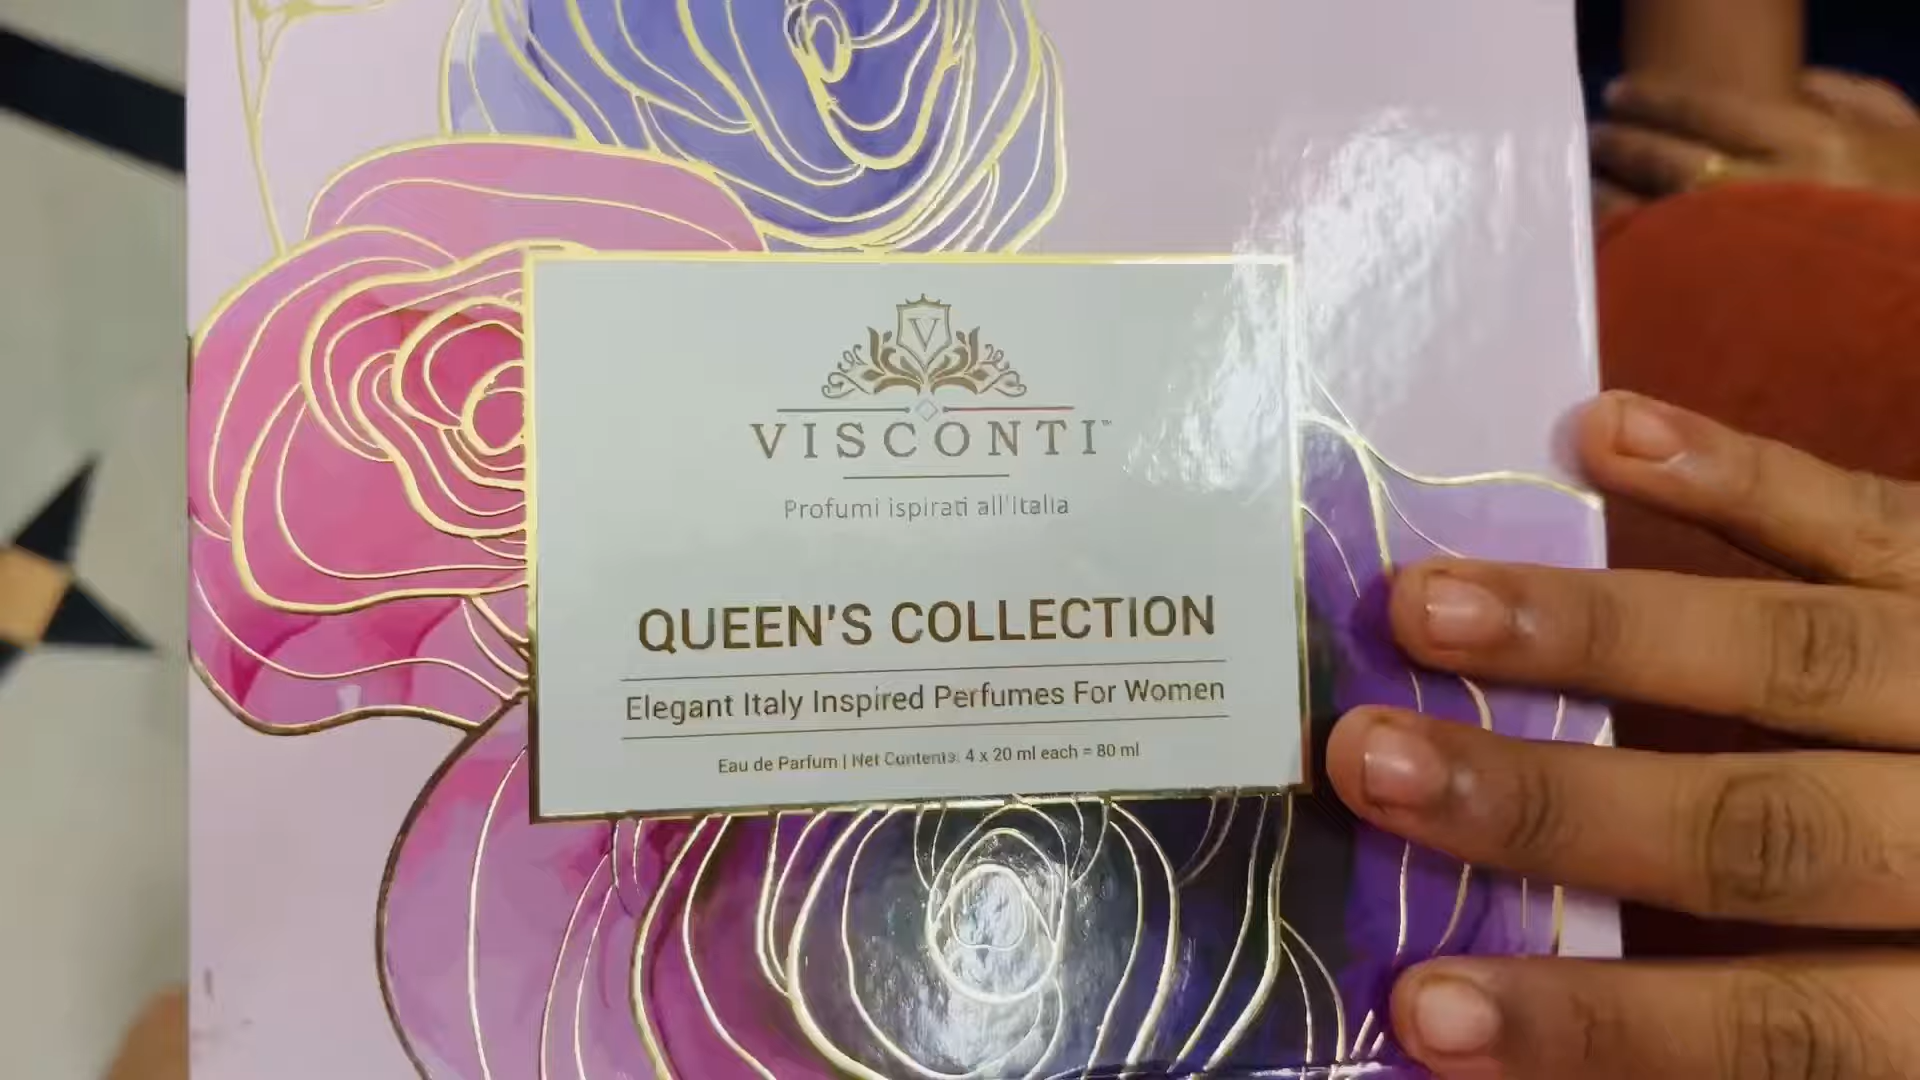 V
VISCONTI™
Profumi ispirati all'Italia
QUEEN'S COLLECTION
Elegant Italy Inspired Perfumes For Women
Eau de Parfum | Net Contents: 4 x 20 ml each = 80 ml